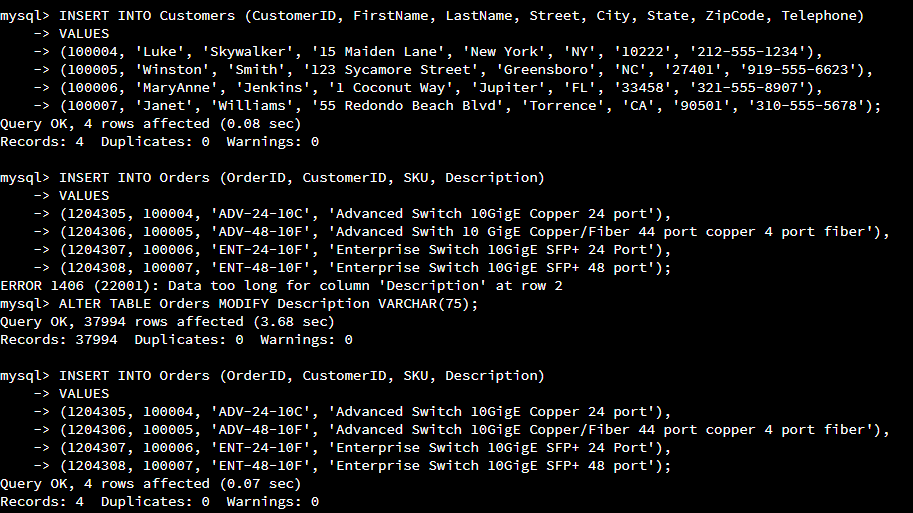 mysql> INSERT INTO Customers (CustomerID, FirstName, LastName, Street, City, State, ZipCode, Telephone)
    -> VALUES
    -> (100004, 'Luke', 'Skywalker', '15 Maiden Lane', 'New York', 'NY', '10222', '212-555-1234'),
    -> (100005, 'Winston', 'Smith', '123 Sycamore Street', 'Greensboro', 'NC', '27401', '919-555-6623'),
    -> (100006, 'MaryAnne', 'Jenkins', '1 Coconut Way', 'Jupiter', 'FL', '33458', '321-555-8907'),
    -> (100007, 'Janet', 'Williams', '55 Redondo Beach Blvd', 'Torrence', 'CA', '90501', '310-555-5678');
Query OK, 4 rows affected (0.08 sec)
Records: 4  Duplicates: 0  Warnings: 0

mysql> INSERT INTO Orders (OrderID, CustomerID, SKU, Description)
    -> VALUES
    -> (1204305, 100004, 'ADV-24-10C', 'Advanced Switch 10GigE Copper 24 port'),
    -> (1204306, 100005, 'ADV-48-10F', 'Advanced Swith 10 GigE Copper/Fiber 44 port copper 4 port fiber'),
    -> (1204307, 100006, 'ENT-24-10F', 'Enterprise Switch 10GigE SFP+ 24 Port'),
    -> (1204308, 100007, 'ENT-48-10F', 'Enterprise Switch 10GigE SFP+ 48 port');
ERROR 1406 (22001): Data too long for column 'Description' at row 2
mysql> ALTER TABLE Orders MODIFY Description VARCHAR(75);
Query OK, 37994 rows affected (3.68 sec)
Records: 37994  Duplicates: 0  Warnings: 0

mysql> INSERT INTO Orders (OrderID, CustomerID, SKU, Description)
    -> VALUES
    -> (1204305, 100004, 'ADV-24-10C', 'Advanced Switch 10GigE Copper 24 port'),
    -> (1204306, 100005, 'ADV-48-10F', 'Advanced Switch 10GigE Copper/Fiber 44 port copper 4 port fiber'),
    -> (1204307, 100006, 'ENT-24-10F', 'Enterprise Switch 10GigE SFP+ 24 Port'),
    -> (1204308, 100007, 'ENT-48-10F', 'Enterprise Switch 10GigE SFP+ 48 port');
Query OK, 4 rows affected (0.07 sec)
Records: 4  Duplicates: 0  Warnings: 0